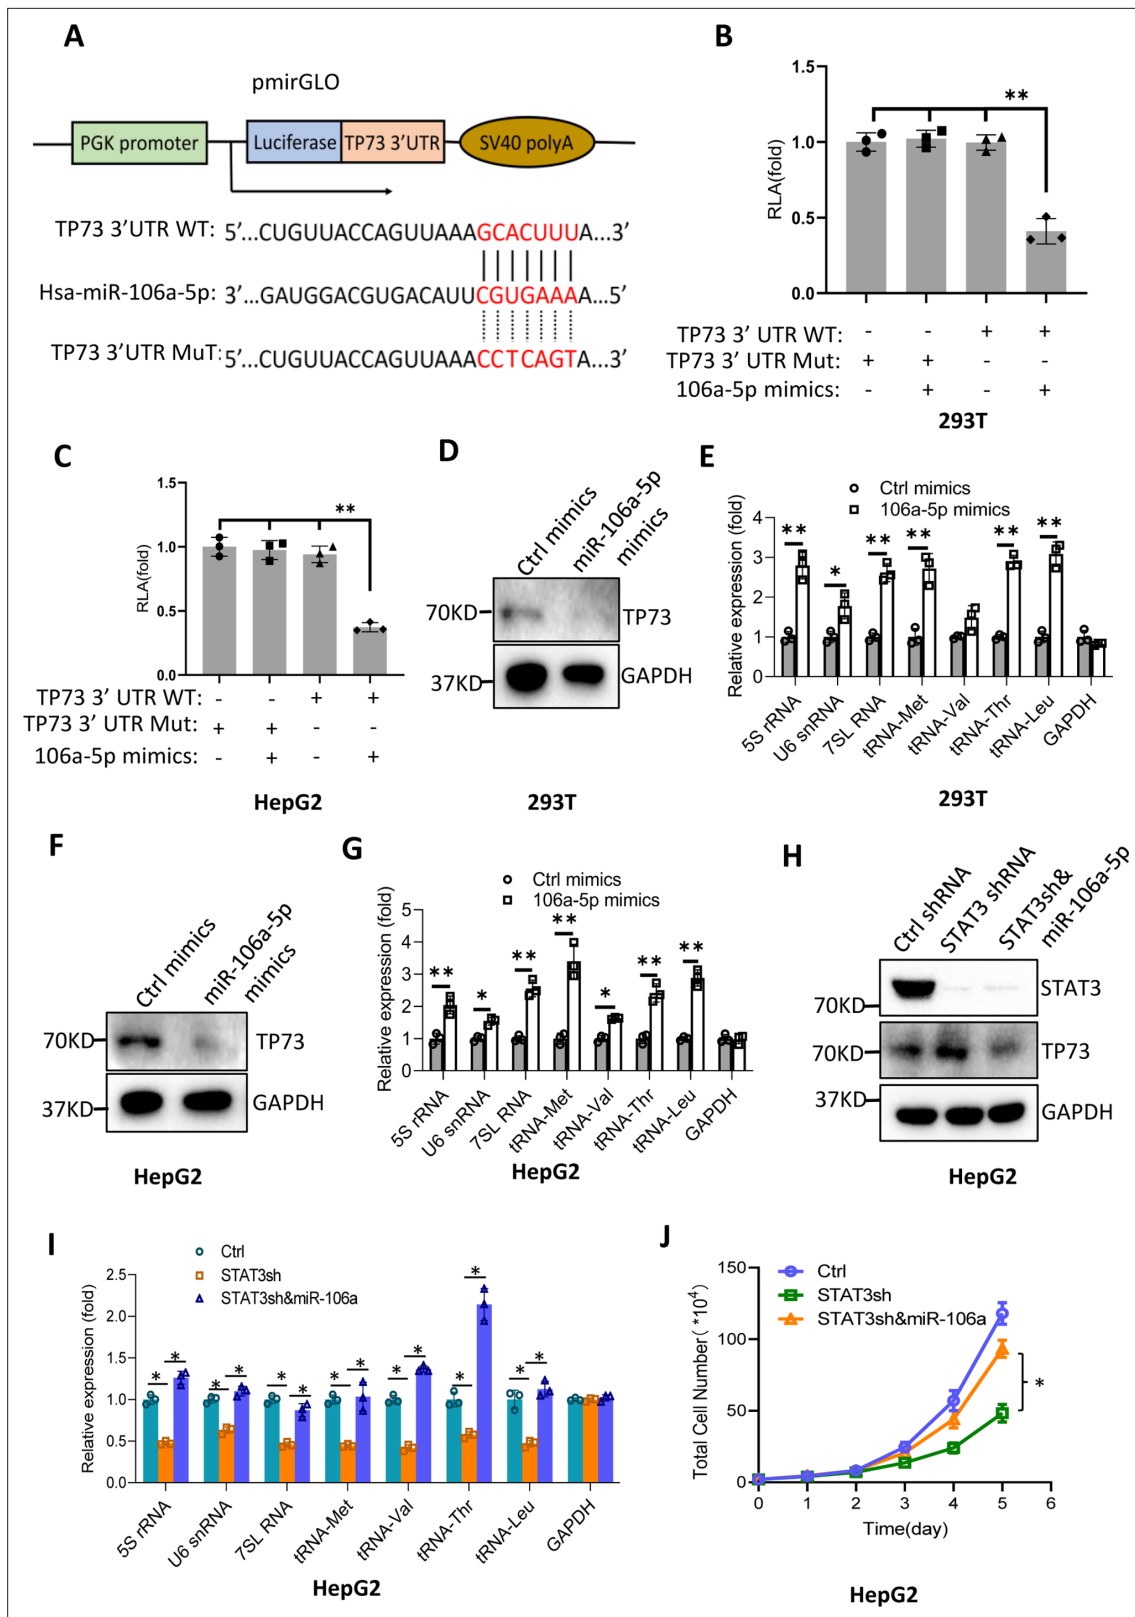 A
pmirGLO
PGK promoter
Luciferase
TP73 3'UTR
SV40 polyA
TP73 3'UTR WT: 5'...CUGUUACCAGUUAAAGCACUUUA...3'
Hsa-miR-106a-5p: 3'...GAUGGACGUGACAUUCGUGAAAA...5'
TP73 3'UTR MuT: 5'...CUGUUACCAGUUAAACCTCAGTA...3'
B
RLA(fold)
1.5
1.0
0.5
0.0
**
TP73 3' UTR WT: - - + +
TP73 3' UTR Mut: + + - -
106a-5p mimics: - + - +
293T
C
RLA(fold)
1.5
1.0
0.5
0.0
**
TP73 3' UTR WT: - - + +
TP73 3' UTR Mut: + + - -
106a-5p mimics: - + - +
HepG2
D
Ctrl mimics
miR-106a-5p
mimics
70KD
TP73
37KD
GAPDH
293T
E
Ctrl mimics
106a-5p mimics
Relative expression (fold)
4
3
2
1
0
** * ** ** ** **
5S rRNA
U6 snRNA
7SL RNA
tRNA-Met
tRNA-Val
tRNA-Thr
tRNA-Leu
GAPDH
293T
F
Ctrl mimics
miR-106a-5p
mimics
70KD
TP73
37KD
GAPDH
HepG2
G
Ctrl mimics
106a-5p mimics
Relative expression (fold)
5
4
3
2
1
0
** * ** ** * ** **
5S rRNA
U6 snRNA
7SL RNA
tRNA-Met
tRNA-Val
tRNA-Thr
tRNA-Leu
GAPDH
HepG2
H
Ctrl shRNA
STAT3 shRNA
STAT3sh&
miR-106a-5p
70KD
STAT3
70KD
TP73
37KD
GAPDH
HepG2
I
Ctrl
STAT3sh
STAT3sh&miR-106a
Relative expression (fold)
2.5
2.0
1.5
1.0
0.5
0.0
* * * * * * * * * * * * * *
5S rRNA
U6 snRNA
7SL RNA
tRNA-Met
tRNA-Val
tRNA-Thr
tRNA-Leu
GAPDH
HepG2
J
Ctrl
STAT3sh
STAT3sh&miR-106a
Total Cell Number( *10⁴)
150
100
50
0
*
0 1 2 3 4 5 6
Time(day)
HepG2